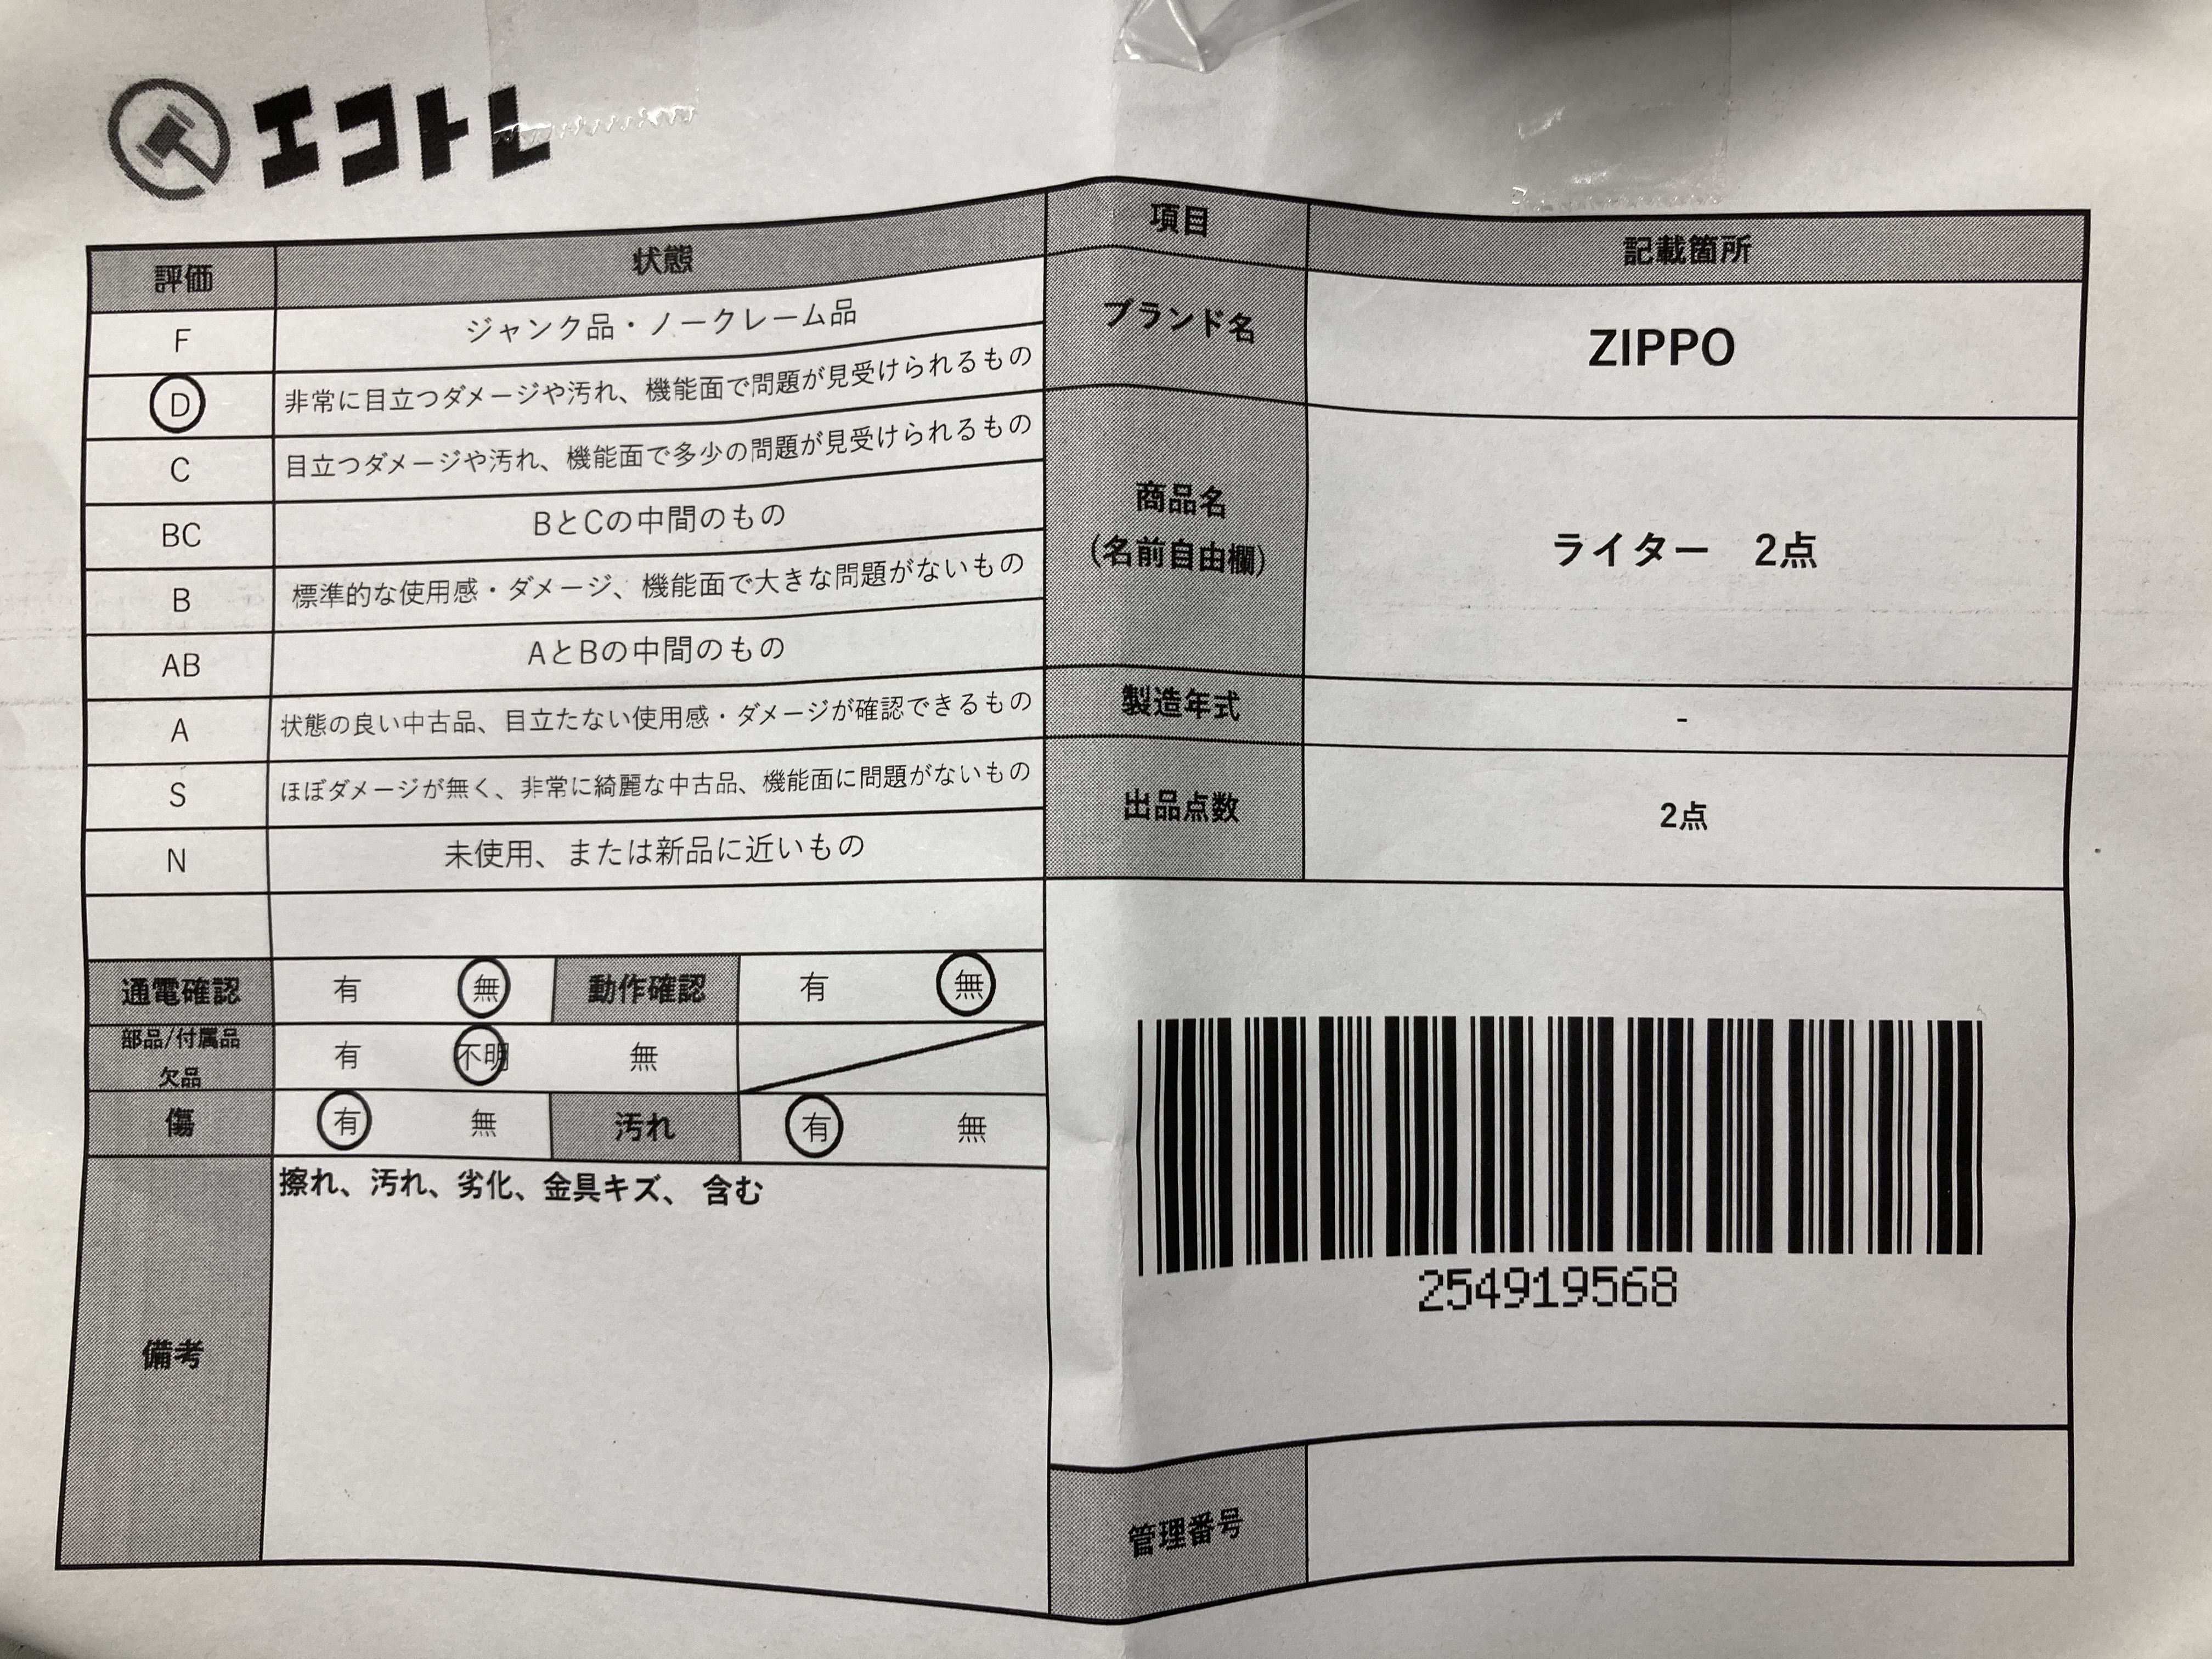 エコトレ
評価 状態 項目 記載箇所
F ジャンク品・ノークレーム品
D 非常に目立つダメージや汚れ、機能面で問題が見受けられるもの
ブランド名 ZIPPO
C 目立つダメージや汚れ、機能面で多少の問題が見受けられるもの
BC BとCの中間のもの
B 標準的な使用感・ダメージ、機能面で大きな問題がないもの
AB AとBの中間のもの
商品名
(名前自由欄)
ライター 2点
A 状態の良い中古品、目立たない使用感・ダメージが確認できるもの
製造年式 -
S ほぼダメージが無く、非常に綺麗な中古品、機能面に問題がないもの
N 未使用、または新品に近いもの
出品点数 2点
通電確認 有 無 動作確認 有 無
部品/付属品
欠品
有 不明 無
傷 有 無 汚れ 有 無
備考
擦れ、汚れ、劣化、金具キズ、 含む
254919568
管理番号